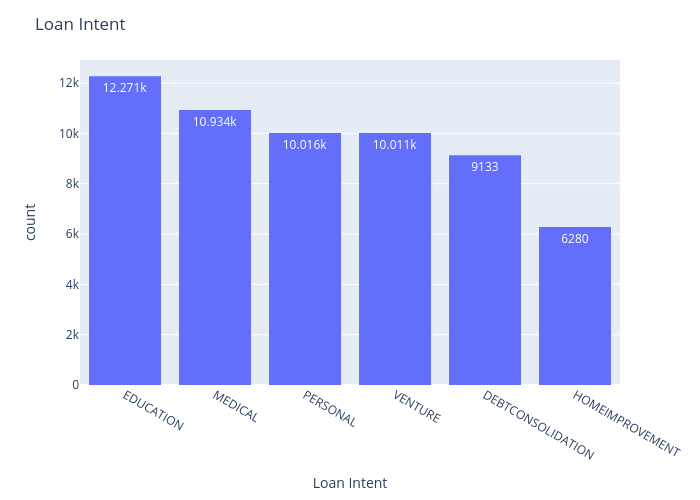 Loan Intent
count
12k
10k
8k
6k
4k
2k
0
12.271k
10.934k
10.016k
10.011k
9133
6280
EDUCATION
MEDICAL
PERSONAL
VENTURE
DEBTCONSOLIDATION
HOMEIMPROVEMENT
Loan Intent